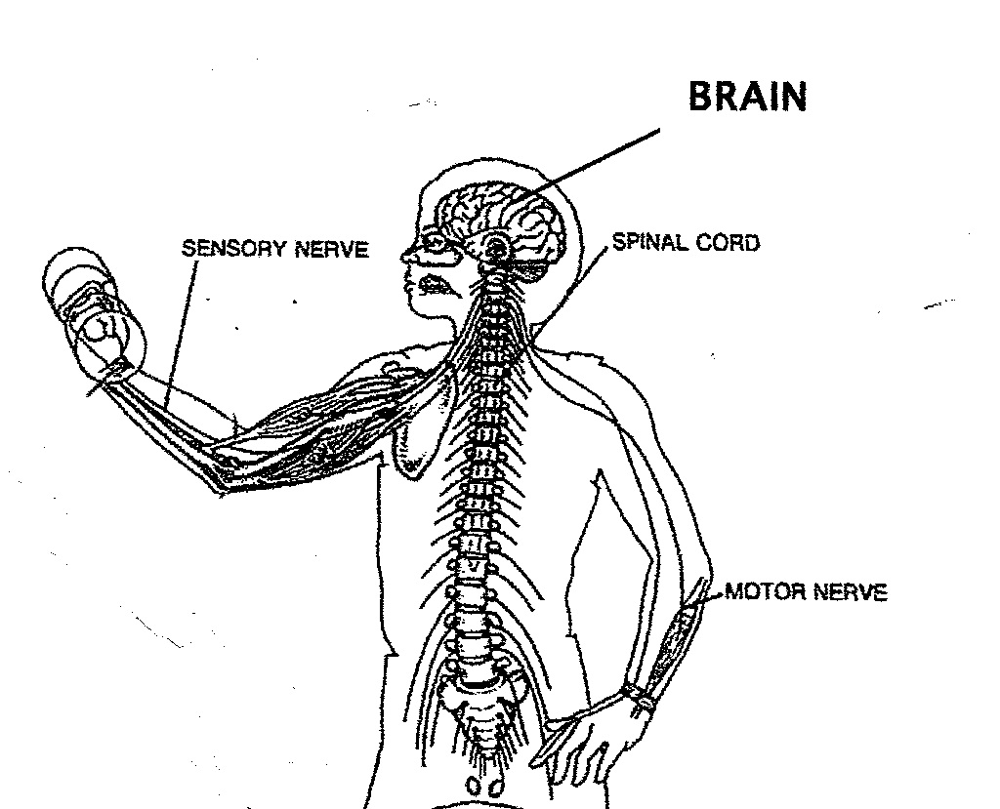 BRAIN
SENSORY NERVE
SPINAL CORD
MOTOR NERVE